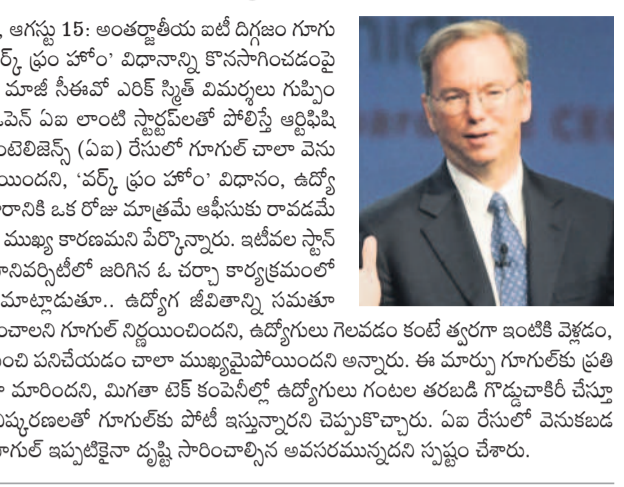 , ఆగస్టు 15: అంతర్జాతీయ ఐటీ దిగ్గజం గూగు
ర్క్ ఫ్రం హోం’ విధానాన్ని కొనసాగించడంపై
మాజీ సీఈవో ఎరిక్ స్మిత్ విమర్శలు గుప్పిం
ఓపెన్ ఏఐ లాంటి స్టార్టప్‌లతో పోలిస్తే ఆర్టిఫిషి
ంటెలిజెన్స్ (ఏఐ) రేసులో గూగుల్ చాలా వెను
యిందని, ‘వర్క్ ఫ్రం హోం’ విధానం, ఉద్యో
రానికి ఒక రోజు మాత్రమే ఆఫీసుకు రావడమే
ముఖ్య కారణమని పేర్కొన్నారు. ఇటీవల స్టాన్
నివర్సిటీలో జరిగిన ఓ చర్చా కార్యక్రమంలో
మాట్లాడుతూ.. ఉద్యోగ జీవితాన్ని సమతూ
ంచాలని గూగుల్ నిర్ణయించిందని, ఉద్యోగులు గెలవడం కంటే త్వరగా ఇంటికి వెళ్లడం,
ంచి పనిచేయడం చాలా ముఖ్యమైపోయిందని అన్నారు. ఈ మార్పు గూగుల్‌కు ప్రతి
మారిందని, మిగతా టెక్ కంపెనీల్లో ఉద్యోగులు గంటల తరబడి గొడ్డుచాకిరీ చేస్తూ
విష్కరణలతో గూగుల్‌కు పోటీ ఇస్తున్నారని చెప్పుకొచ్చారు. ఏఐ రేసులో వెనుకబడ
గూగుల్ ఇప్పటికైనా దృష్టి సారించాల్సిన అవసరమున్నదని స్పష్టం చేశారు.